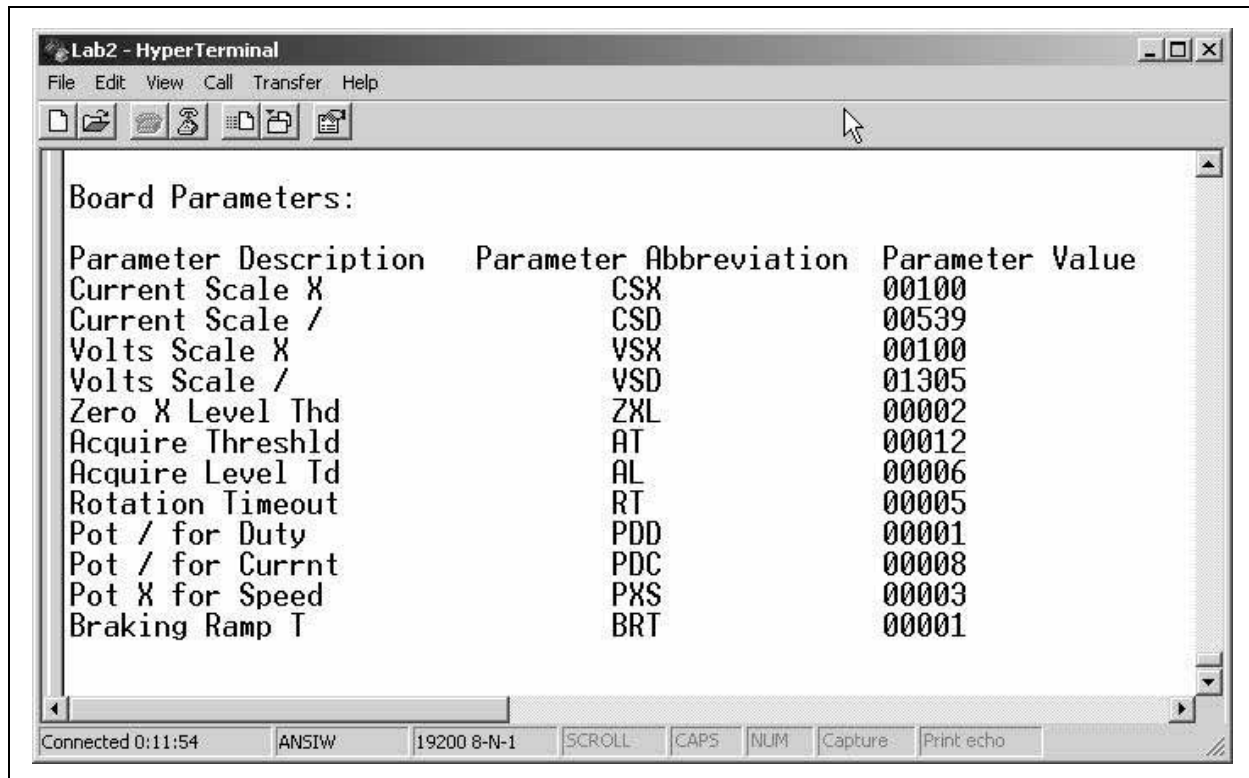 Lab2 - HyperTerminal
File Edit View Call Transfer Help
Board Parameters:
Parameter Description Parameter Abbreviation Parameter Value
Current Scale X CSX 00100
Current Scale / CSD 00539
Volts Scale X VSX 00100
Volts Scale / VSD 01305
Zero X Level Thd ZXL 00002
Acquire Threshld AT 00012
Acquire Level Td AL 00006
Rotation Timeout RT 00005
Pot / for Duty PDD 00001
Pot / for Currnt PDC 00008
Pot X for Speed PXS 00003
Braking Ramp T BRT 00001
Connected 0:11:54 ANSIW 19200 8-N-1 SCROLL CAPS NUM Capture Print echo